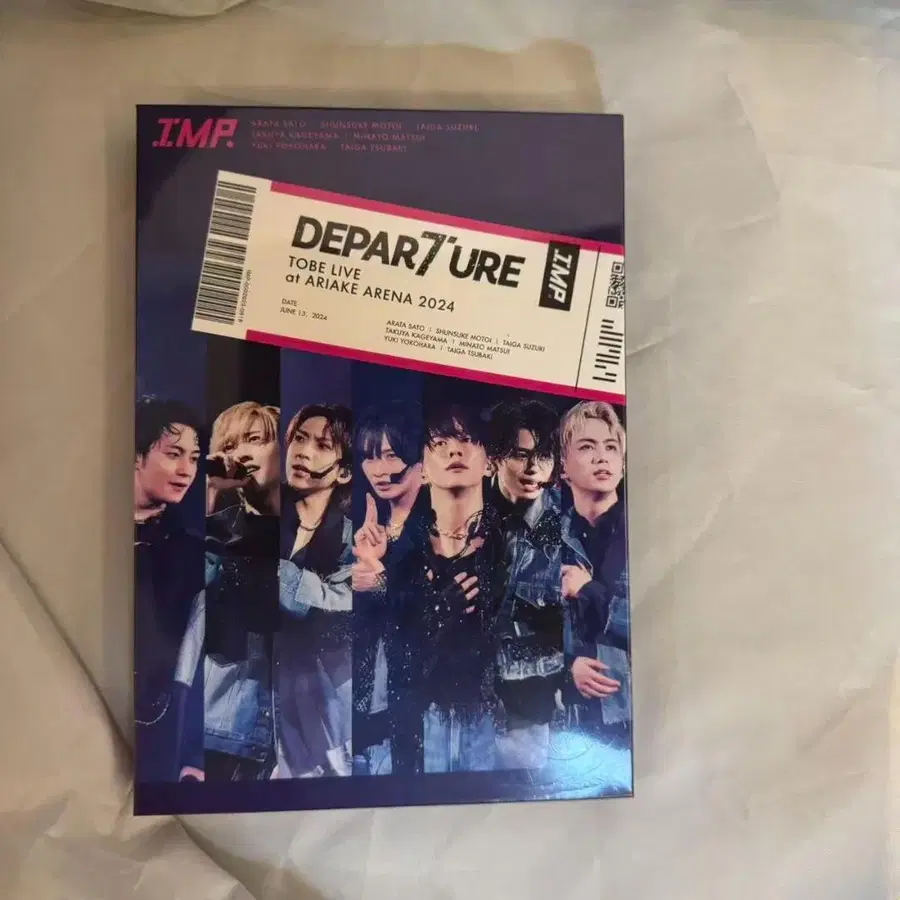 IMP.
ARATA SATO | SHUNSUKE MOTOI | TAIGA SUZUKI
TAKUYA KAGEYAMA | MINATO MATSUI
YUKI YOKOHARA | TAIGA TSUBAKI
DEPAR7URE
TOBE LIVE
at ARIAKE ARENA 2024
IMP.
DATE
JUNE 13, 2024
ARATA SATO | SHUNSUKE MOTOI | TAIGA SUZUKI
TAKUYA KAGEYAMA | MINATO MATSUI
YUKI YOKOHARA | TAIGA TSUBAKI